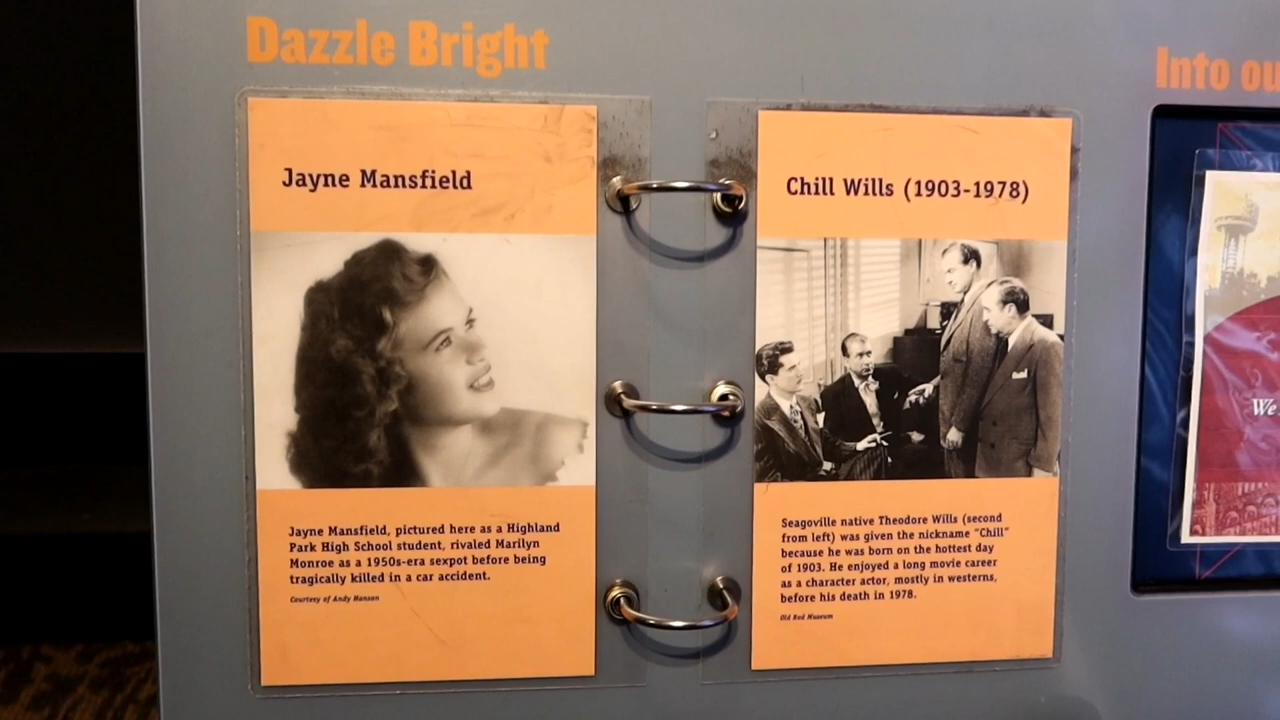 Dazzle Bright
Jayne Mansfield
Jayne Mansfield, pictured here as a Highland
Park High School student, rivaled Marilyn
Monroe as a 1950s-era sexpot before being
tragically killed in a car accident.
Courtesy of Andy Hanson
Chill Wills (1903-1978)
Seagoville native Theodore Wills (second
from left) was given the nickname “Chill”
because he was born on the hottest day
of 1903. He enjoyed a long movie career
as a character actor, mostly in westerns,
before his death in 1978.
Old Red Museum
Into ou
We